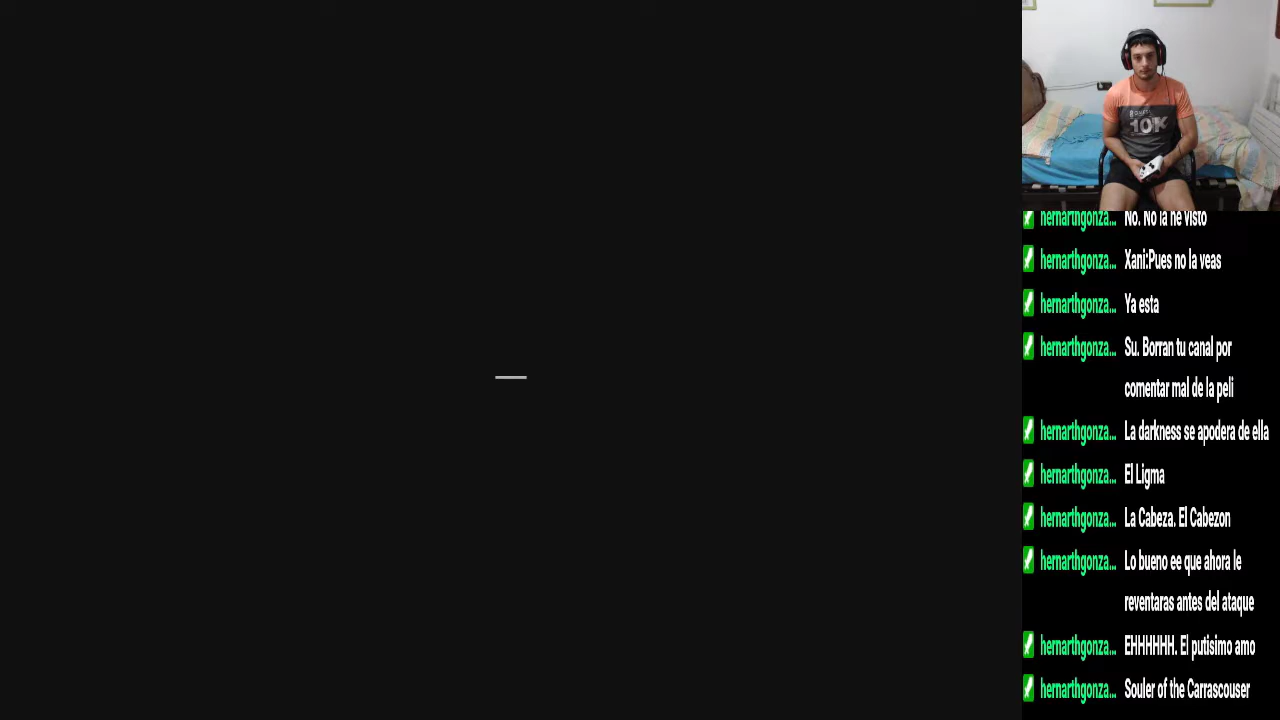 10K
hernarthgonza... No. No la he visto
hernarthgonza... Xani:Pues no la veas
hernarthgonza... Ya esta
hernarthgonza... Su. Borran tu canal por
comentar mal de la peli
hernarthgonza... La darkness se apodera de ella
hernarthgonza... El Ligma
hernarthgonza... La Cabeza. El Cabezon
hernarthgonza... Lo bueno ee que ahora le
reventaras antes del ataque
hernarthgonza... EHHHHHH. El putisimo amo
hernarthgonza... Souler of the Carrascouser